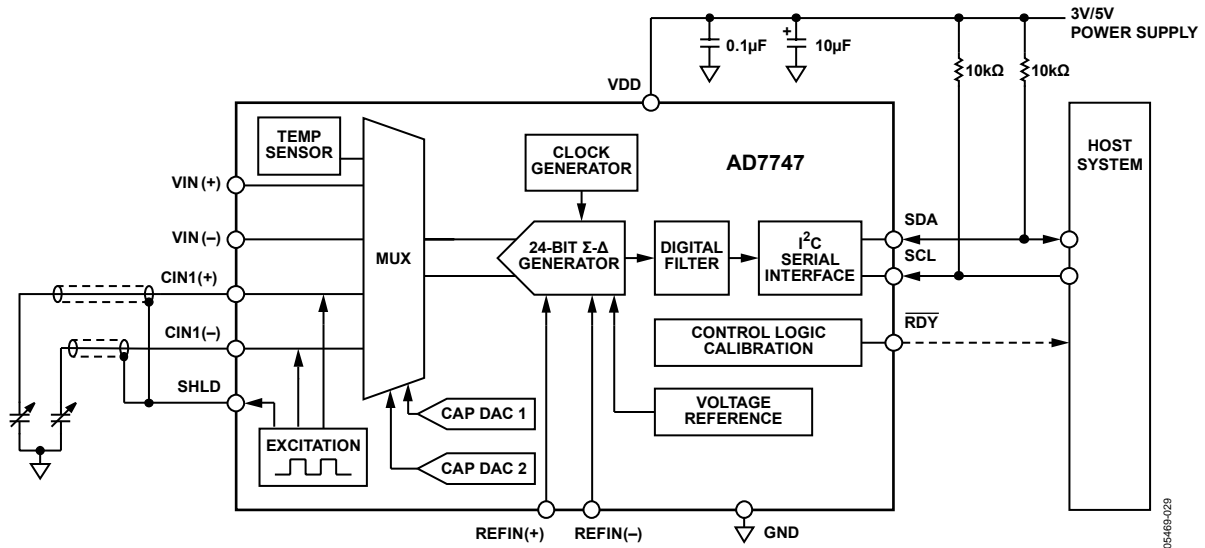 3V/5V
POWER SUPPLY
0.1µF
+
10µF
10kΩ
10kΩ
VDD
TEMP
SENSOR
CLOCK
GENERATOR
AD7747
HOST
SYSTEM
VIN (+)
VIN (–)
MUX
24-BIT Σ-Δ
GENERATOR
DIGITAL
FILTER
I²C
SERIAL
INTERFACE
SDA
SCL
CIN1(+)
CIN1(–)
SHLD
CONTROL LOGIC
CALIBRATION
RDY
VOLTAGE
REFERENCE
CAP DAC 1
CAP DAC 2
EXCITATION
REFIN(+)
REFIN(–)
GND
05469-029